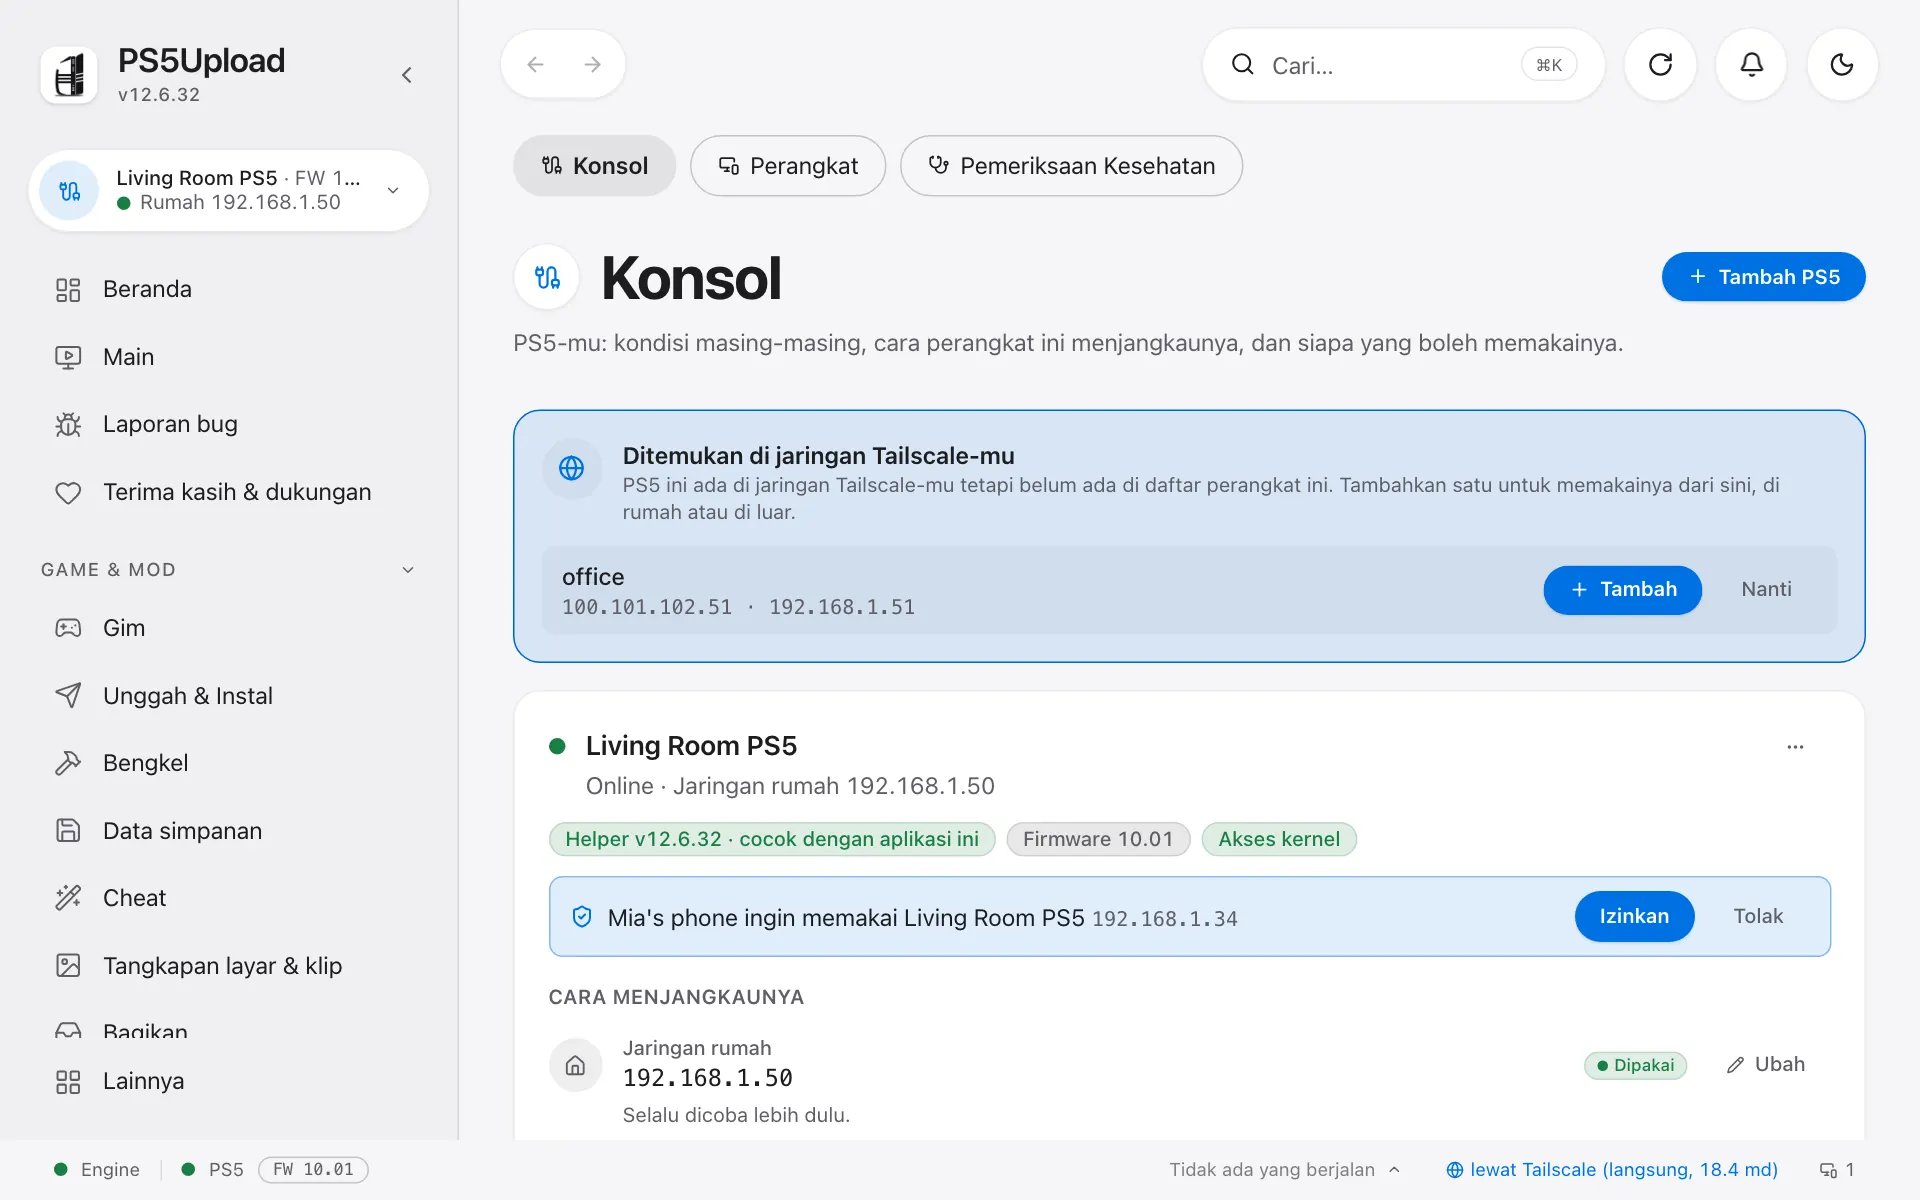 PS5Upload
v12.6.32
Living Room PS5 · FW 1...
Rumah 192.168.1.50
Beranda
Main
Laporan bug
Terima kasih & dukungan
GAME & MOD
Gim
Unggah & Instal
Bengkel
Data simpanan
Cheat
Tangkapan layar & klip
Bagikan
Lainnya
Cari...
⌘K
Konsol
Perangkat
Pemeriksaan Kesehatan
Konsol
Tambah PS5
PS5-mu: kondisi masing-masing, cara perangkat ini menjangkaunya, dan siapa yang boleh memakainya.
Ditemukan di jaringan Tailscale-mu
PS5 ini ada di jaringan Tailscale-mu tetapi belum ada di daftar perangkat ini. Tambahkan satu untuk memakainya dari sini, di
rumah atau di luar.
office
100.101.102.51 · 192.168.1.51
Tambah
Nanti
Living Room PS5
Online · Jaringan rumah 192.168.1.50
Helper v12.6.32 · cocok dengan aplikasi ini
Firmware 10.01
Akses kernel
Mia's phone ingin memakai Living Room PS5 192.168.1.34
Izinkan
Tolak
CARA MENJANGKAUNYA
Jaringan rumah
192.168.1.50
Selalu dicoba lebih dulu.
Dipakai
Ubah
Engine
PS5
FW 10.01
Tidak ada yang berjalan
lewat Tailscale (langsung, 18.4 md)
1